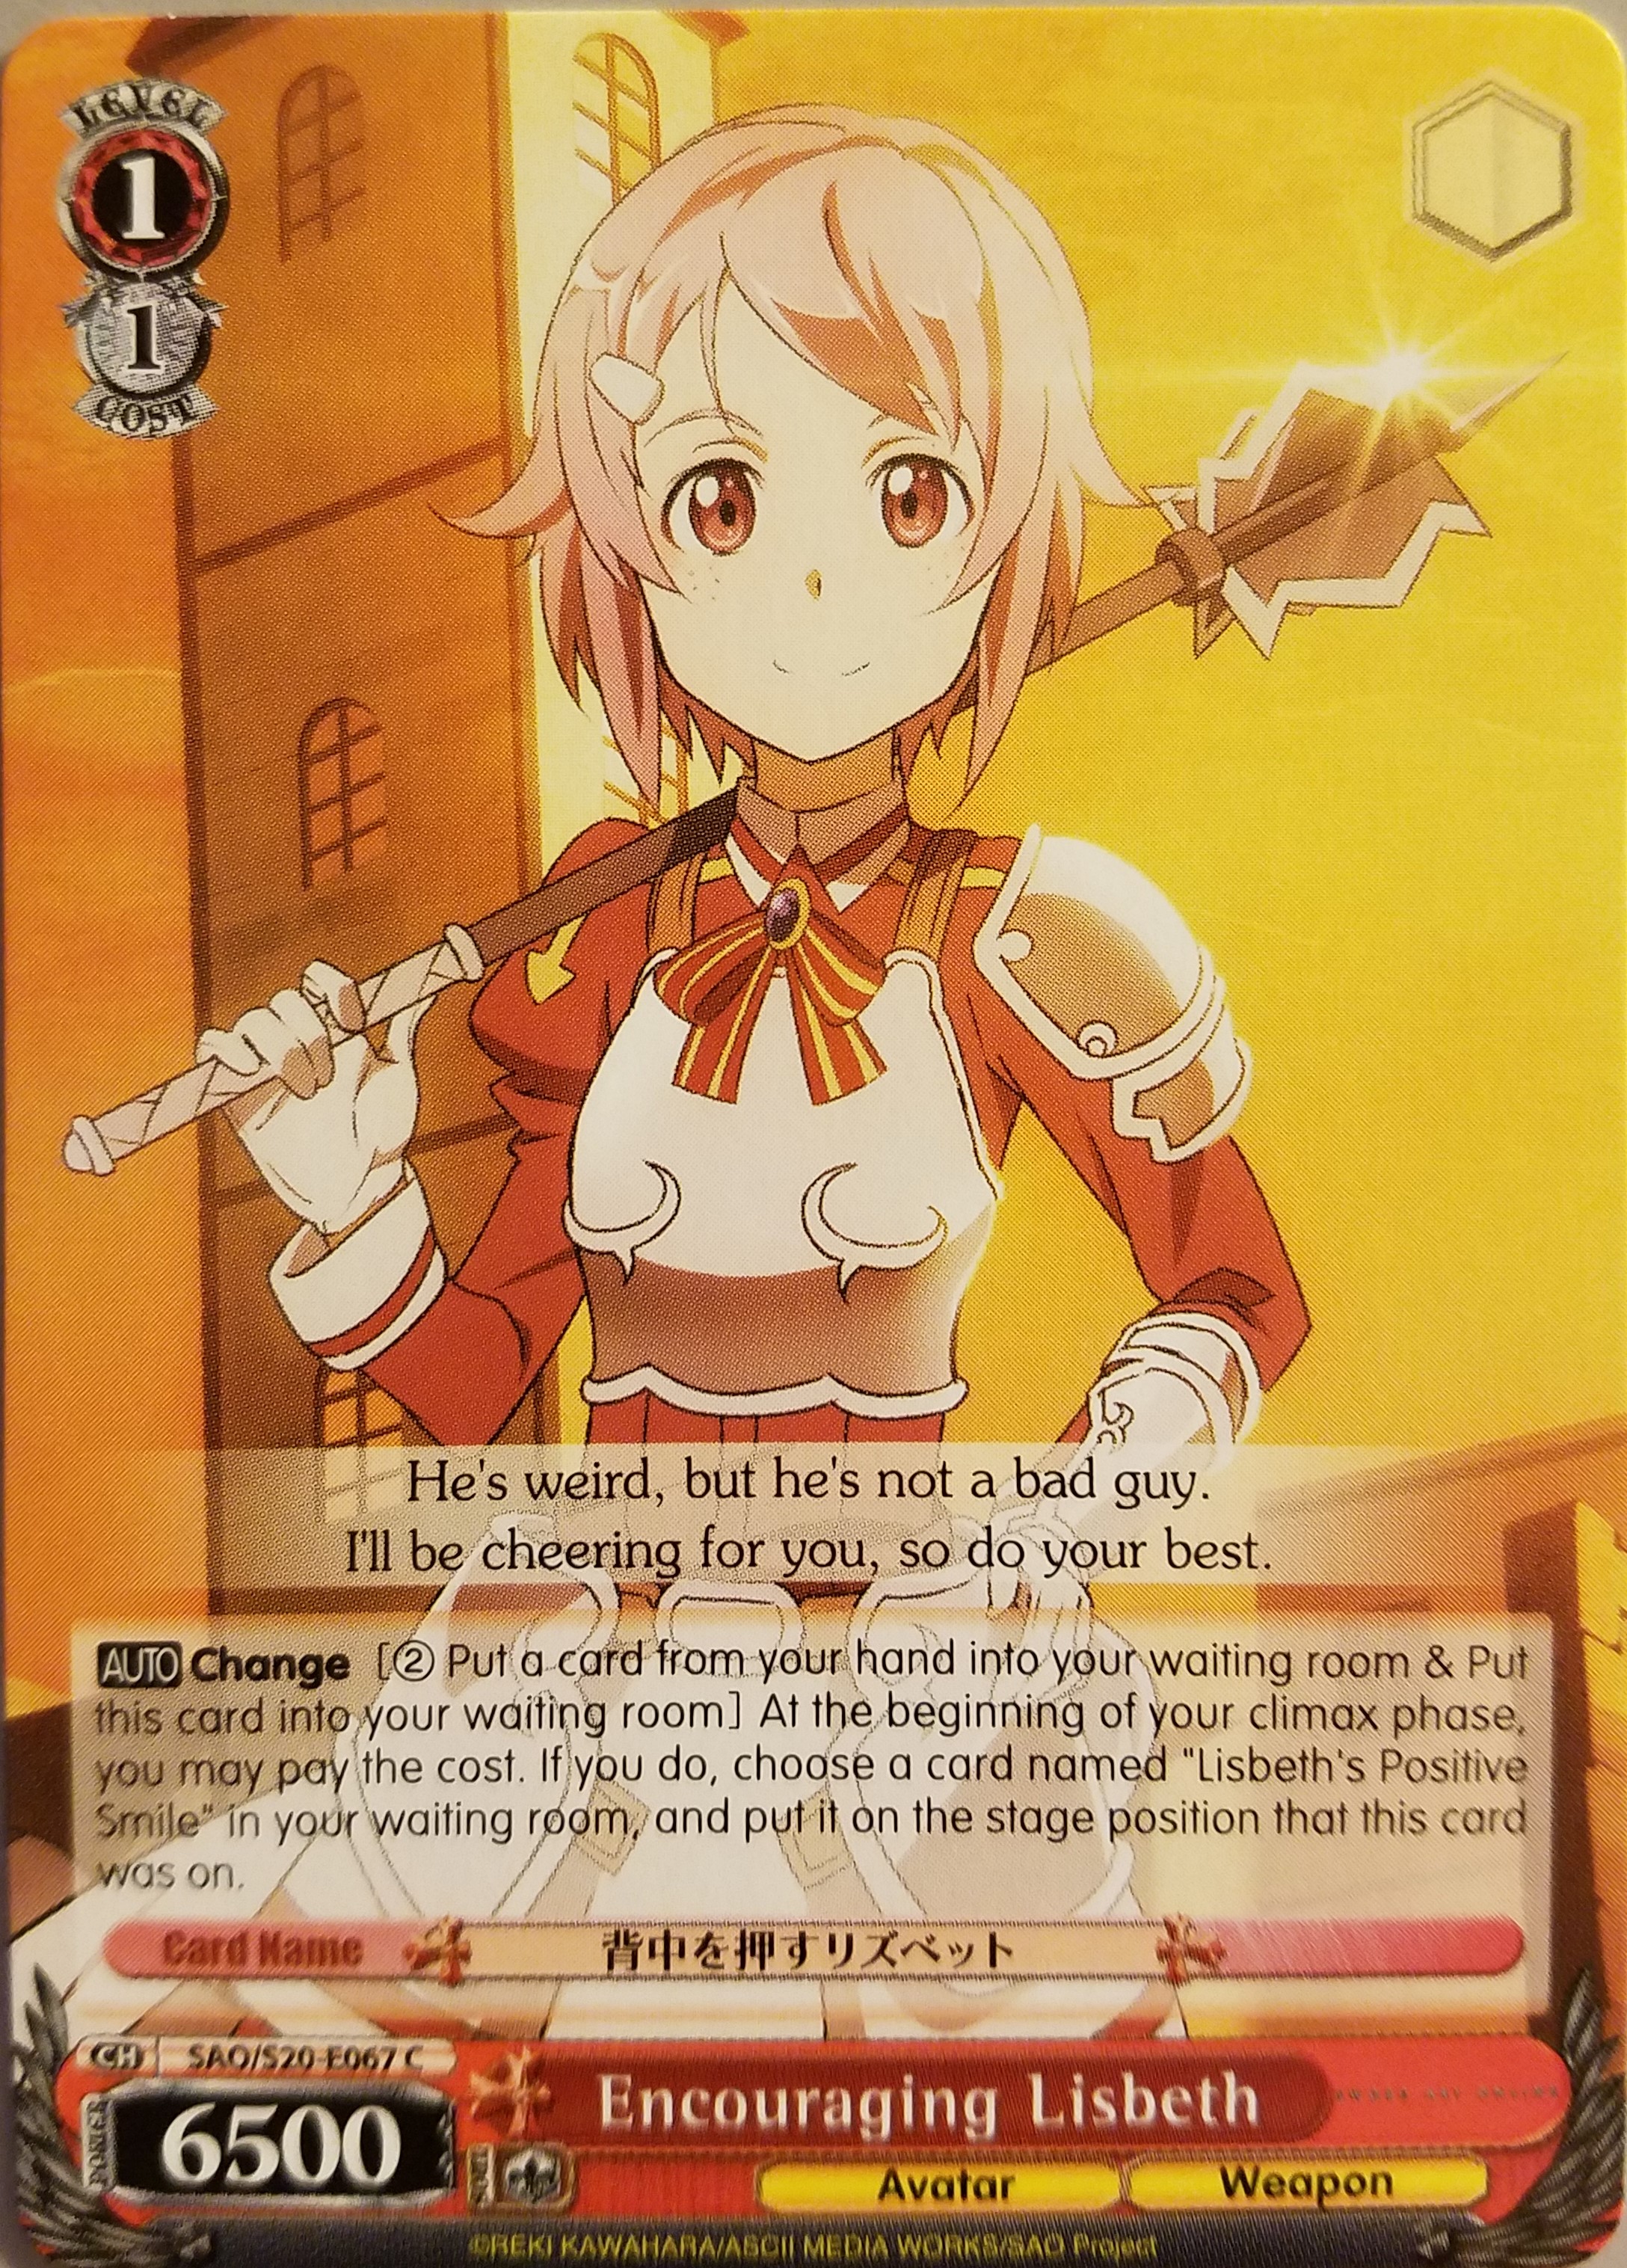 LEVEL
1
1
COST
He's weird, but he's not a bad guy.
I'll be cheering for you, so do your best.
AUTO Change [② Put a card from your hand into your waiting room & Put
this card into your waiting room] At the beginning of your climax phase,
you may pay the cost. If you do, choose a card named "Lisbeth's Positive
Smile" in your waiting room, and put it on the stage position that this card
was on.
Card Name 背中を押すリズベット
CH SAO/S20-E067 C
POWER 6500
Encouraging Lisbeth
SWORD ART ONLINE
SOUL
Avatar Weapon
©REKI KAWAHARA/ASCII MEDIA WORKS/SAO Project